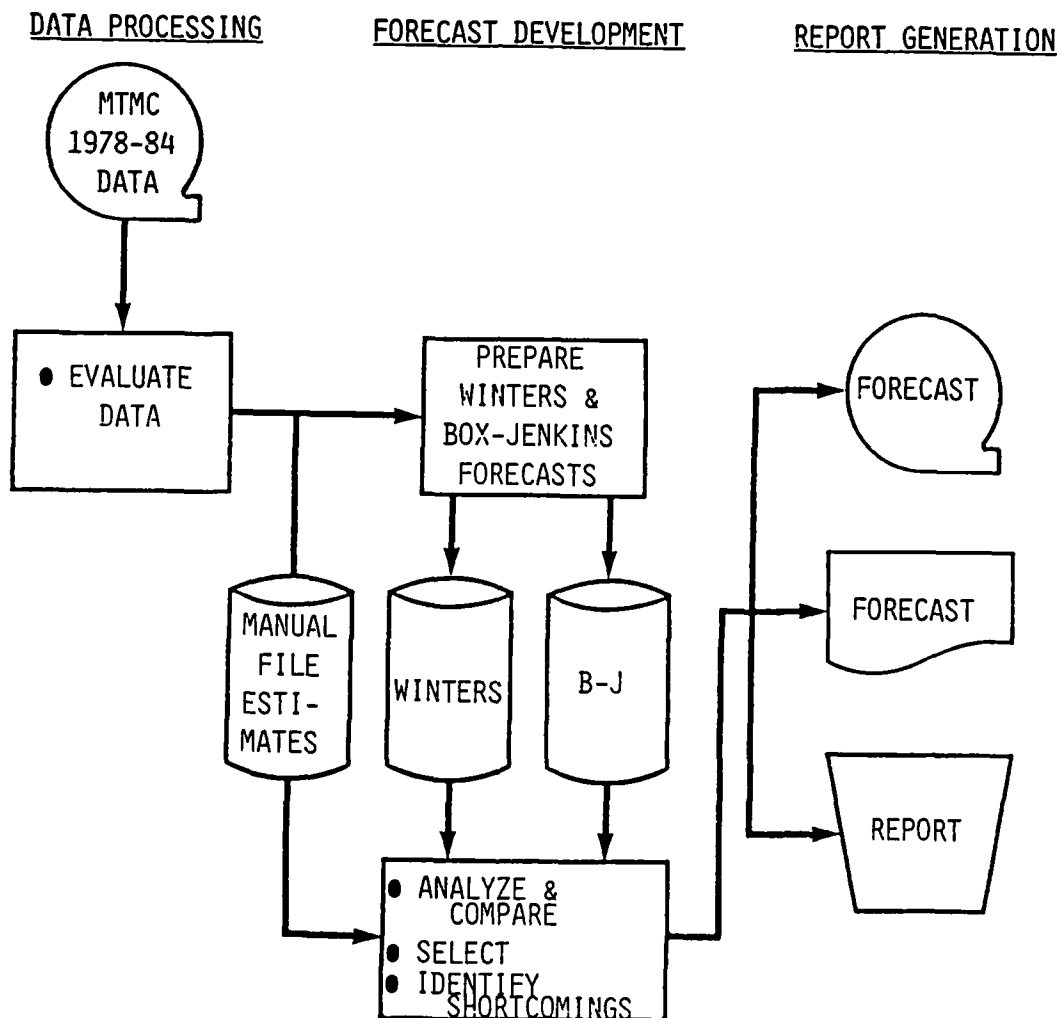 DATA PROCESSING
FORECAST DEVELOPMENT
REPORT GENERATION
MTMC
1978-84
DATA
● EVALUATE
DATA
PREPARE
WINTERS &
BOX-JENKINS
FORECASTS
MANUAL
FILE
ESTI-
MATES
WINTERS
B-J
● ANALYZE &
COMPARE
● SELECT
● IDENTIFY
SHORTCOMINGS
FORECAST
FORECAST
REPORT